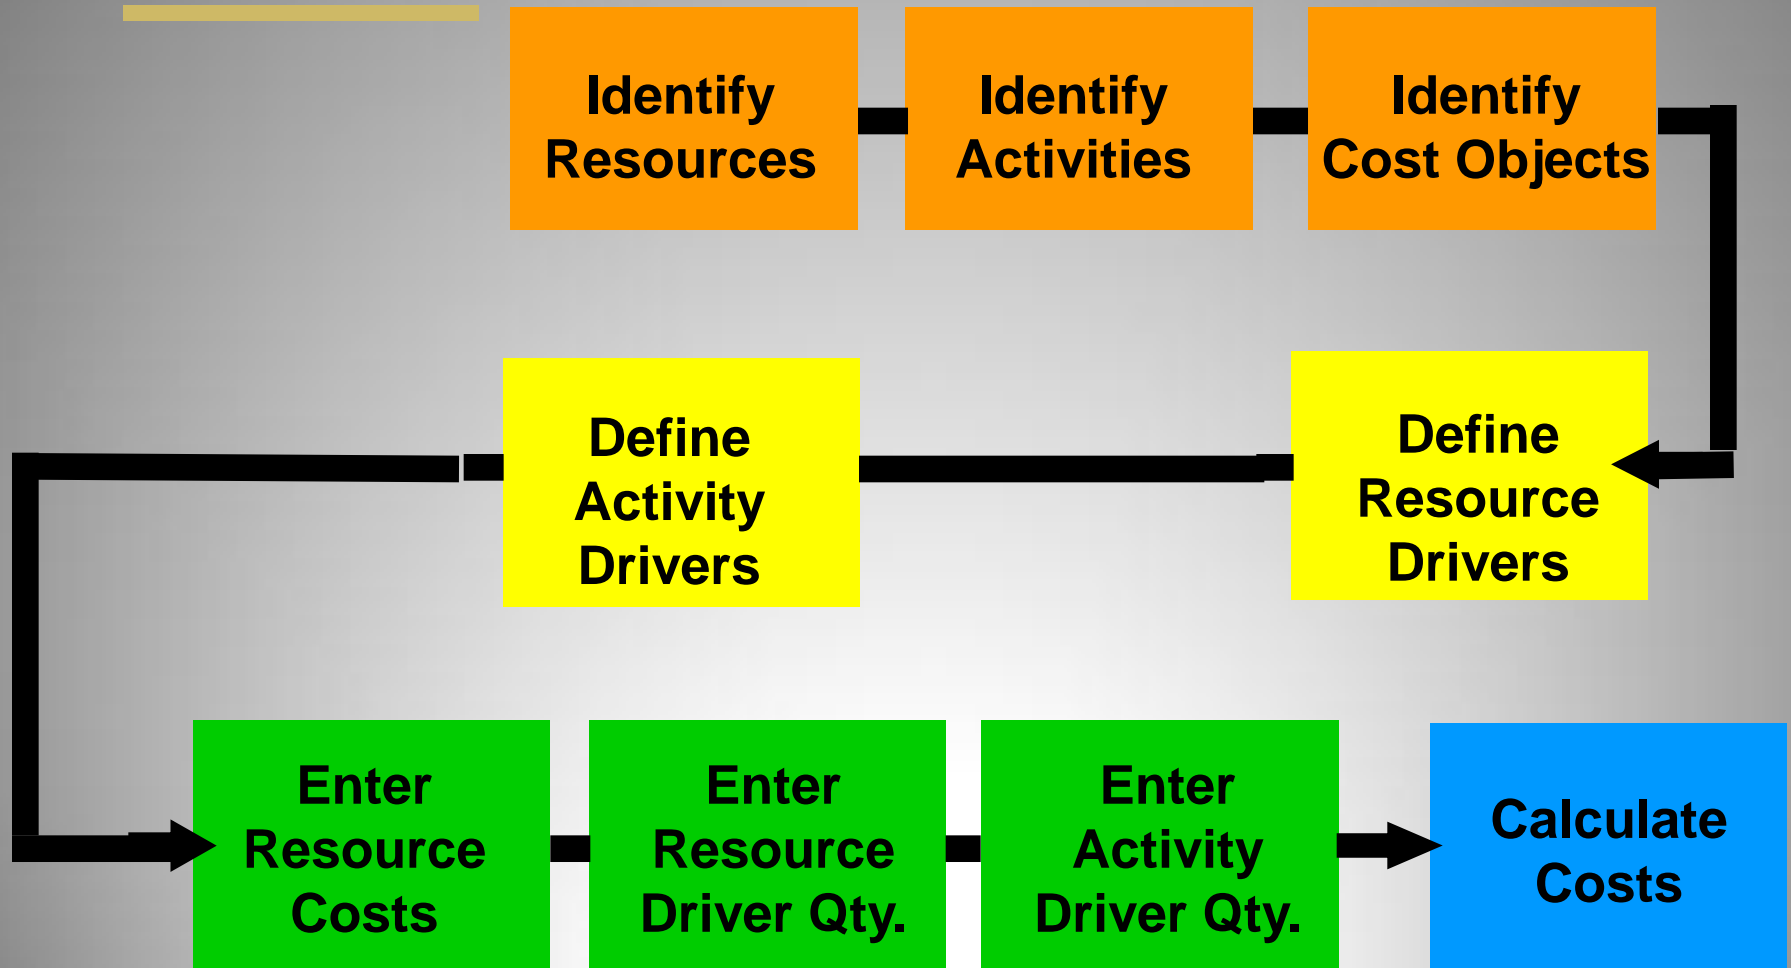 Identify
Resources
Identify
Activities
Identify
Cost Objects
Define
Activity
Drivers
Define
Resource
Drivers
Enter
Resource
Costs
Enter
Resource
Driver Qty.
Enter
Activity
Driver Qty.
Calculate
Costs